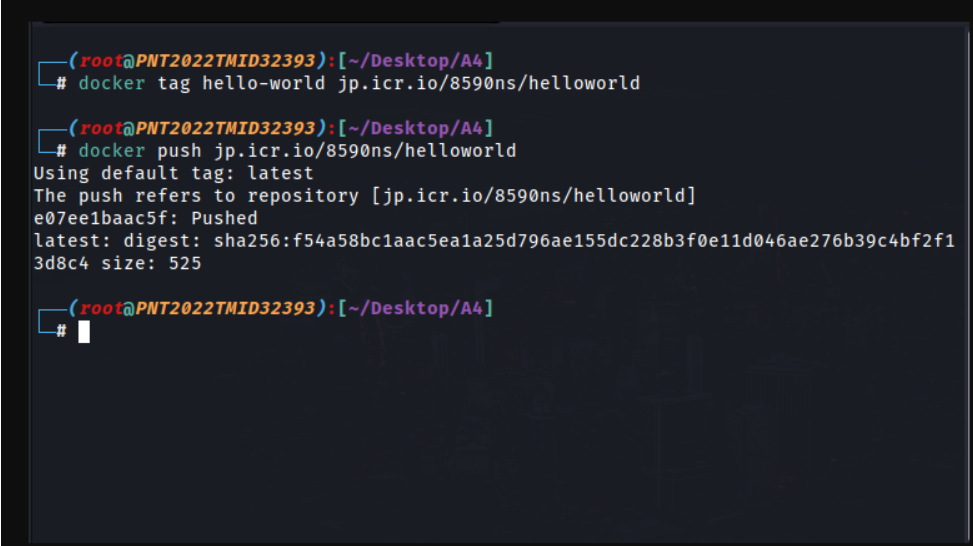 (root@PNT2022TMID32393):[~/Desktop/A4]
# docker tag hello-world jp.icr.io/8590ns/helloworld
(root@PNT2022TMID32393):[~/Desktop/A4]
# docker push jp.icr.io/8590ns/helloworld
Using default tag: latest
The push refers to repository [jp.icr.io/8590ns/helloworld]
e07ee1baac5f: Pushed
latest: digest: sha256:f54a58bc1aac5ea1a25d796ae155dc228b3f0e11d046ae276b39c4bf2f1
3d8c4 size: 525
(root@PNT2022TMID32393):[~/Desktop/A4]
#